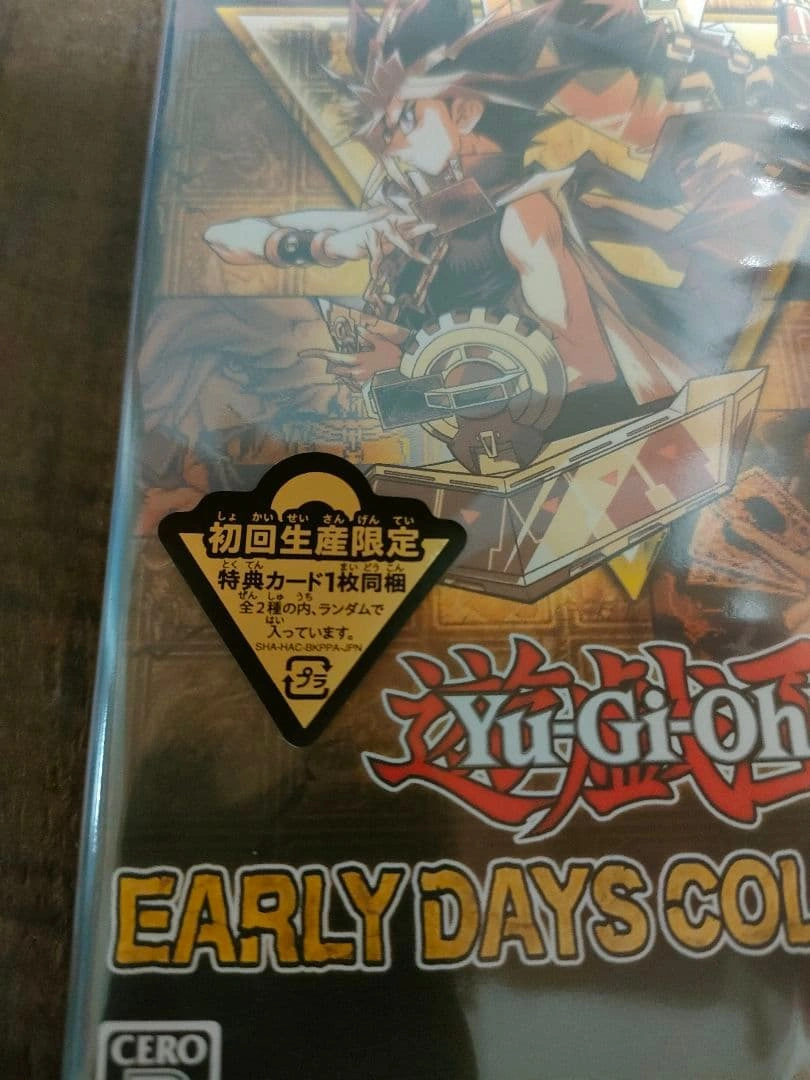 しょ かい せい さん げん てい
初回生産限定
とく てん まい どう こん
特典カード1枚同梱
ぜん しゅ うち
全2種の内、ランダムで
はい
入っています。
SHA-HAC-BKPPA-JPN
プラ
遊戯王
Yu-Gi-Oh
EARLY DAYS COL
CERO